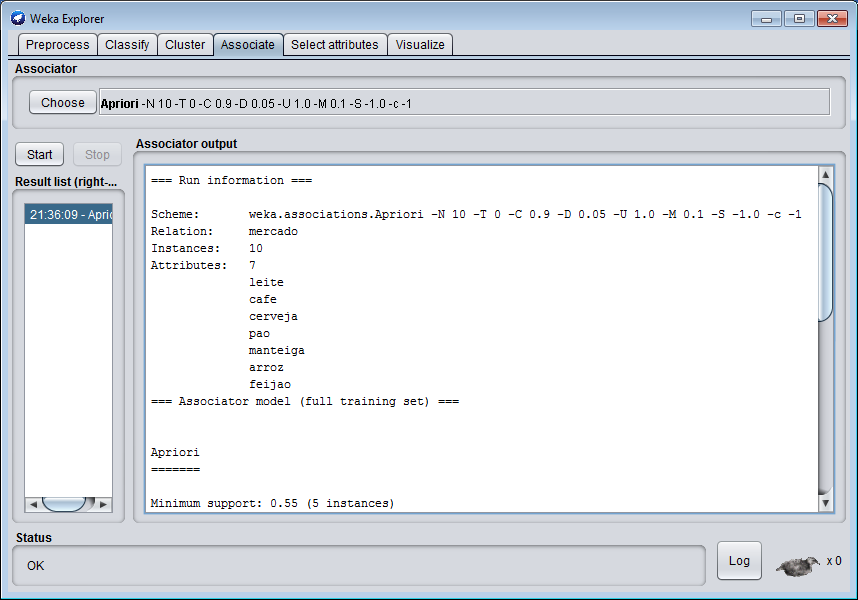 Weka Explorer
Preprocess Classify Cluster Associate Select attributes Visualize
Associator
Choose Apriori -N 10 -T 0 -C 0.9 -D 0.05 -U 1.0 -M 0.1 -S -1.0 -c -1
Start Stop
Result list (right-...
21:36:09 - Aprio
Associator output
=== Run information ===
Scheme: weka.associations.Apriori -N 10 -T 0 -C 0.9 -D 0.05 -U 1.0 -M 0.1 -S -1.0 -c -1
Relation: mercado
Instances: 10
Attributes: 7
leite
cafe
cerveja
pao
manteiga
arroz
feijao
=== Associator model (full training set) ===
Apriori
=======
Minimum support: 0.55 (5 instances)
Status
OK
Log
x 0